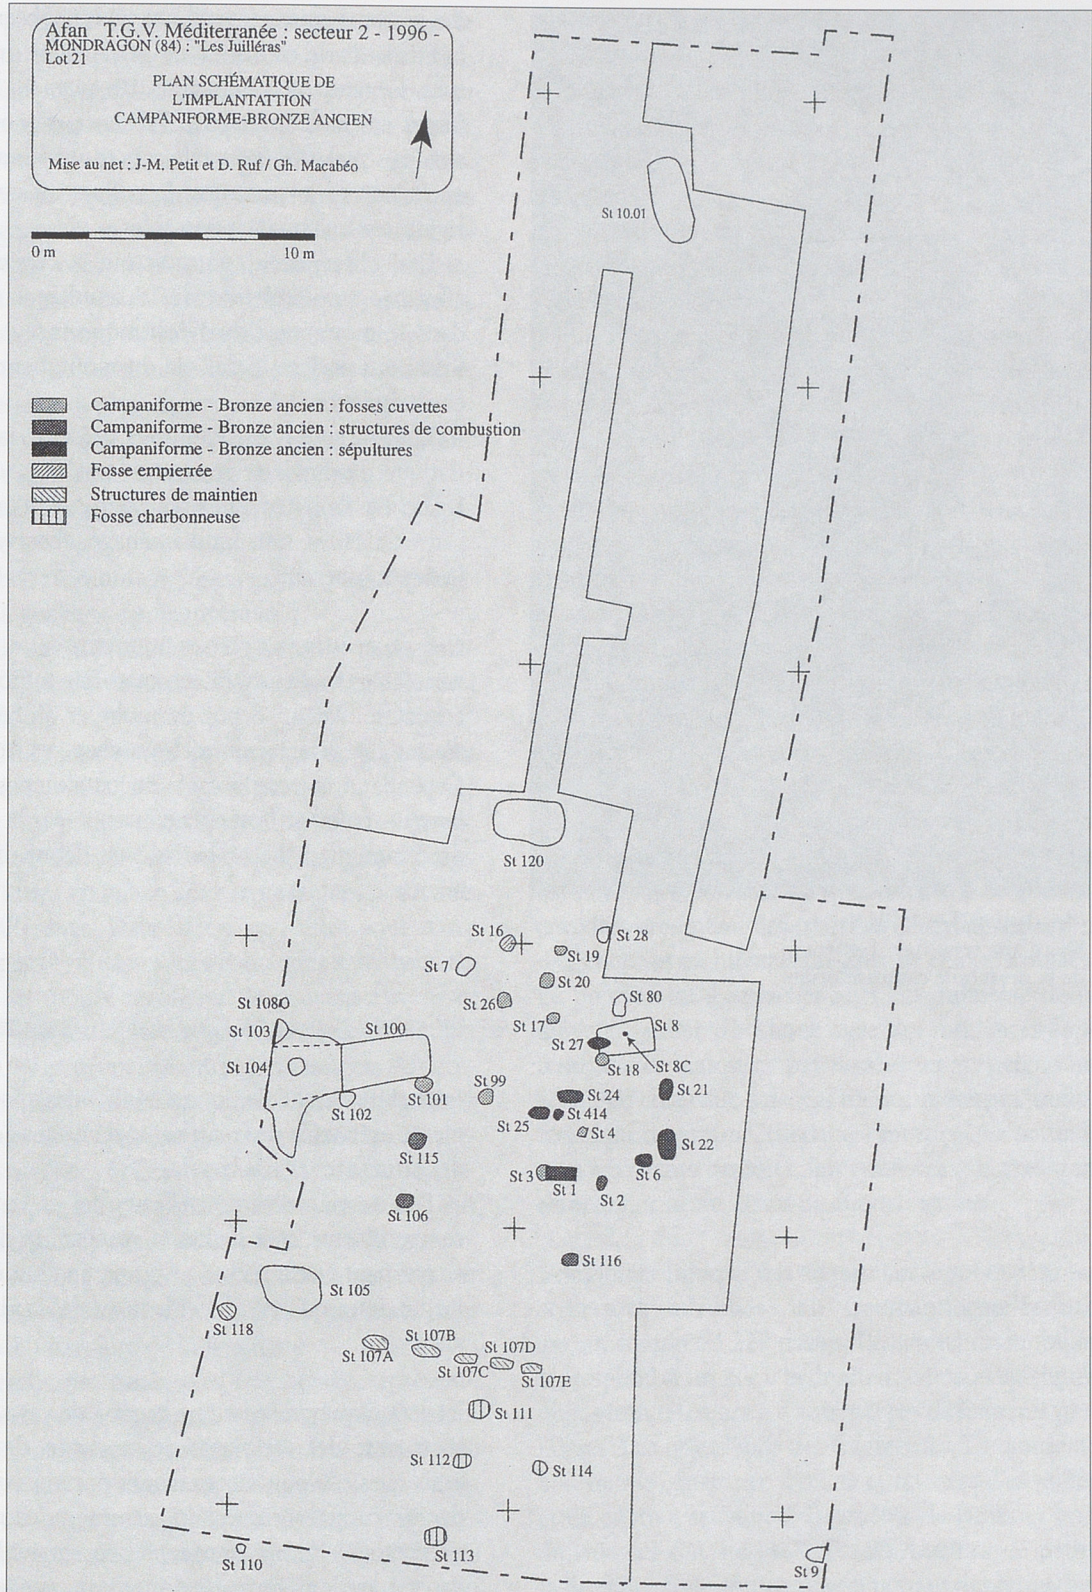 Afan T.G.V. Méditerranée : secteur 2 - 1996 -
MONDRAGON (84) : "Les Juilléras"
Lot 21
PLAN SCHÉMATIQUE DE
L'IMPLANTATTION
CAMPANIFORME-BRONZE ANCIEN
Mise au net : J-M. Petit et D. Ruf / Gh. Macabéo
0 m 10 m
St 10.01
Campaniforme - Bronze ancien : fosses cuvettes
Campaniforme - Bronze ancien : structures de combustion
Campaniforme - Bronze ancien : sépultures
Fosse empierrée
Structures de maintien
Fosse charbonneuse
St 120
St 16
St 28
St 19
St 7
St 20
St 26
St 80
St 108
St 17
St 103
St 100
St 8
St 27
St 104
St 18
St 8C
St 99
St 24
St 21
St 102
St 101
St 25
St 414
St 4
St 115
St 22
St 3
St 6
St 1
St 2
St 106
St 116
St 105
St 118
St 107B
St 107D
St 107A
St 107C
St 107E
St 111
St 112
St 114
St 113
St 110
St 9